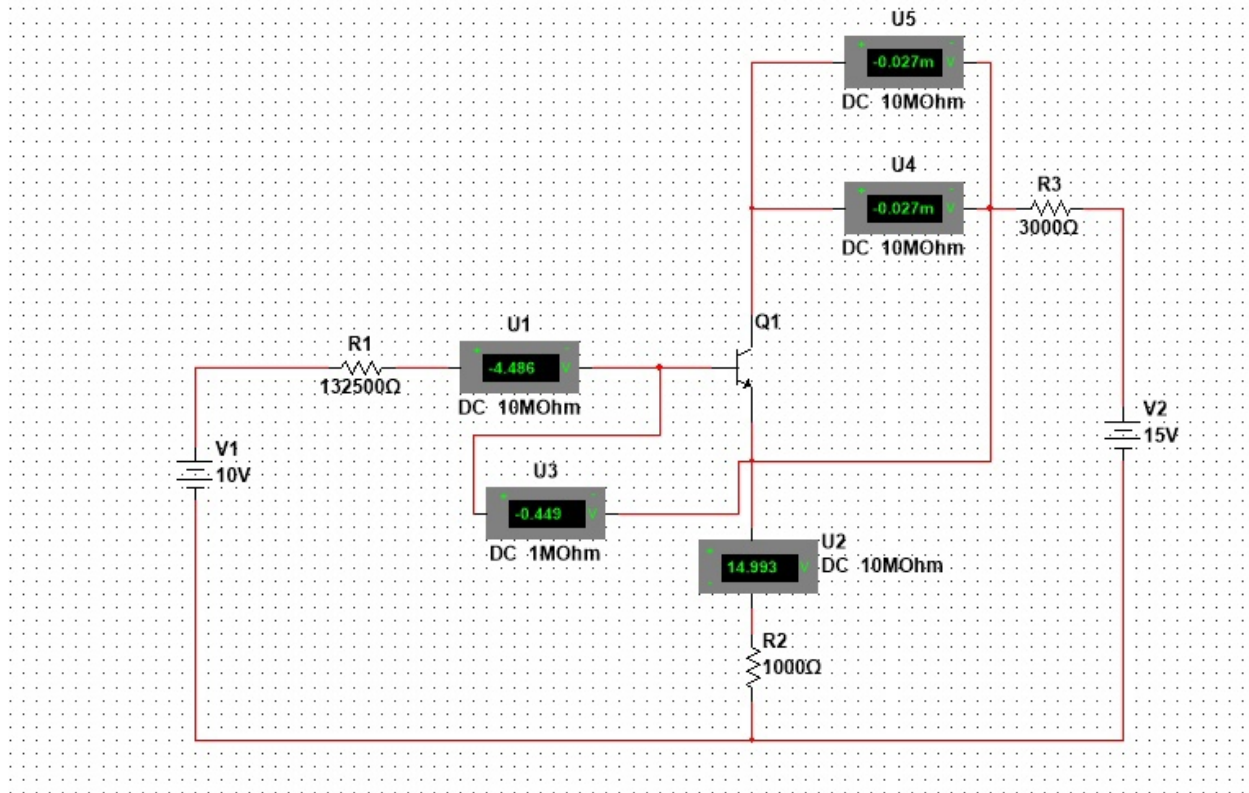 U5
+ -
-0.027m V
DC 10MOhm
U4
+ -
-0.027m V
DC 10MOhm
R3
3000Ω
Q1
U1
+ -
-4.486 V
DC 10MOhm
R1
132500Ω
V1
10V
V2
15V
U3
+ -
-0.449 V
DC 1MOhm
U2
DC 10MOhm
+
14.993 V
-
R2
1000Ω